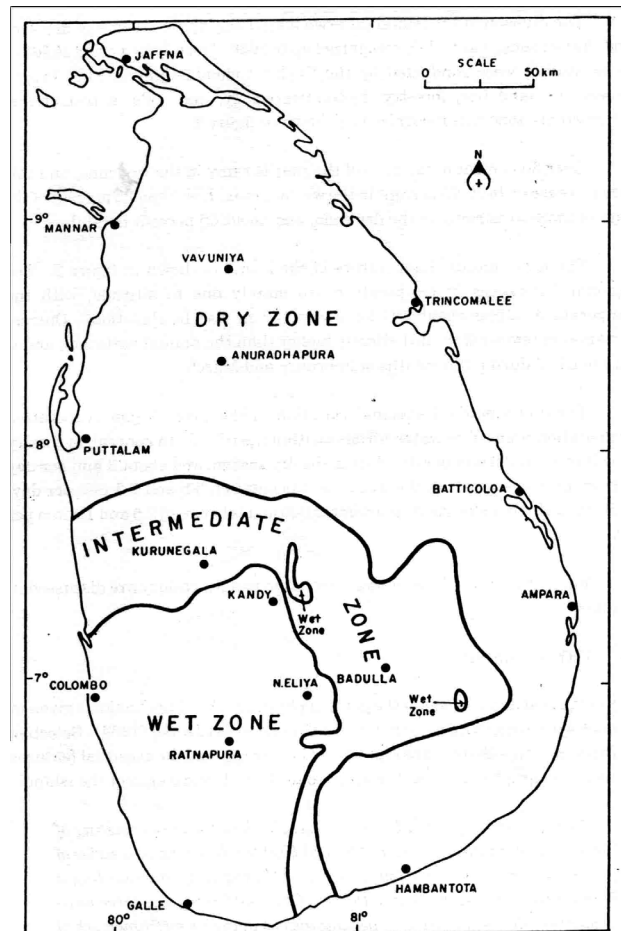 JAFFNA
SCALE
0 50 km
N
9°
MANNAR
VAVUNIYA
TRINCOMALEE
DRY ZONE
ANURADHAPURA
8°
PUTTALAM
BATTICOLOA
INTERMEDIATE
KURUNEGALA
KANDY
Wet
Zone
ZONE
AMPARA
7°
COLOMBO
N.ELIYA
BADULLA
Wet
Zone
WET ZONE
RATNAPURA
HAMBANTOTA
GALLE
80°
81°